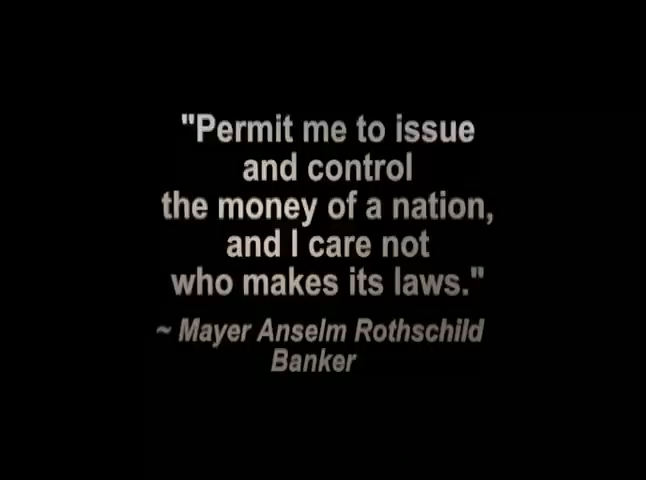 "Permit me to issue
and control
the money of a nation,
and I care not
who makes its laws."
~ Mayer Anselm Rothschild
Banker